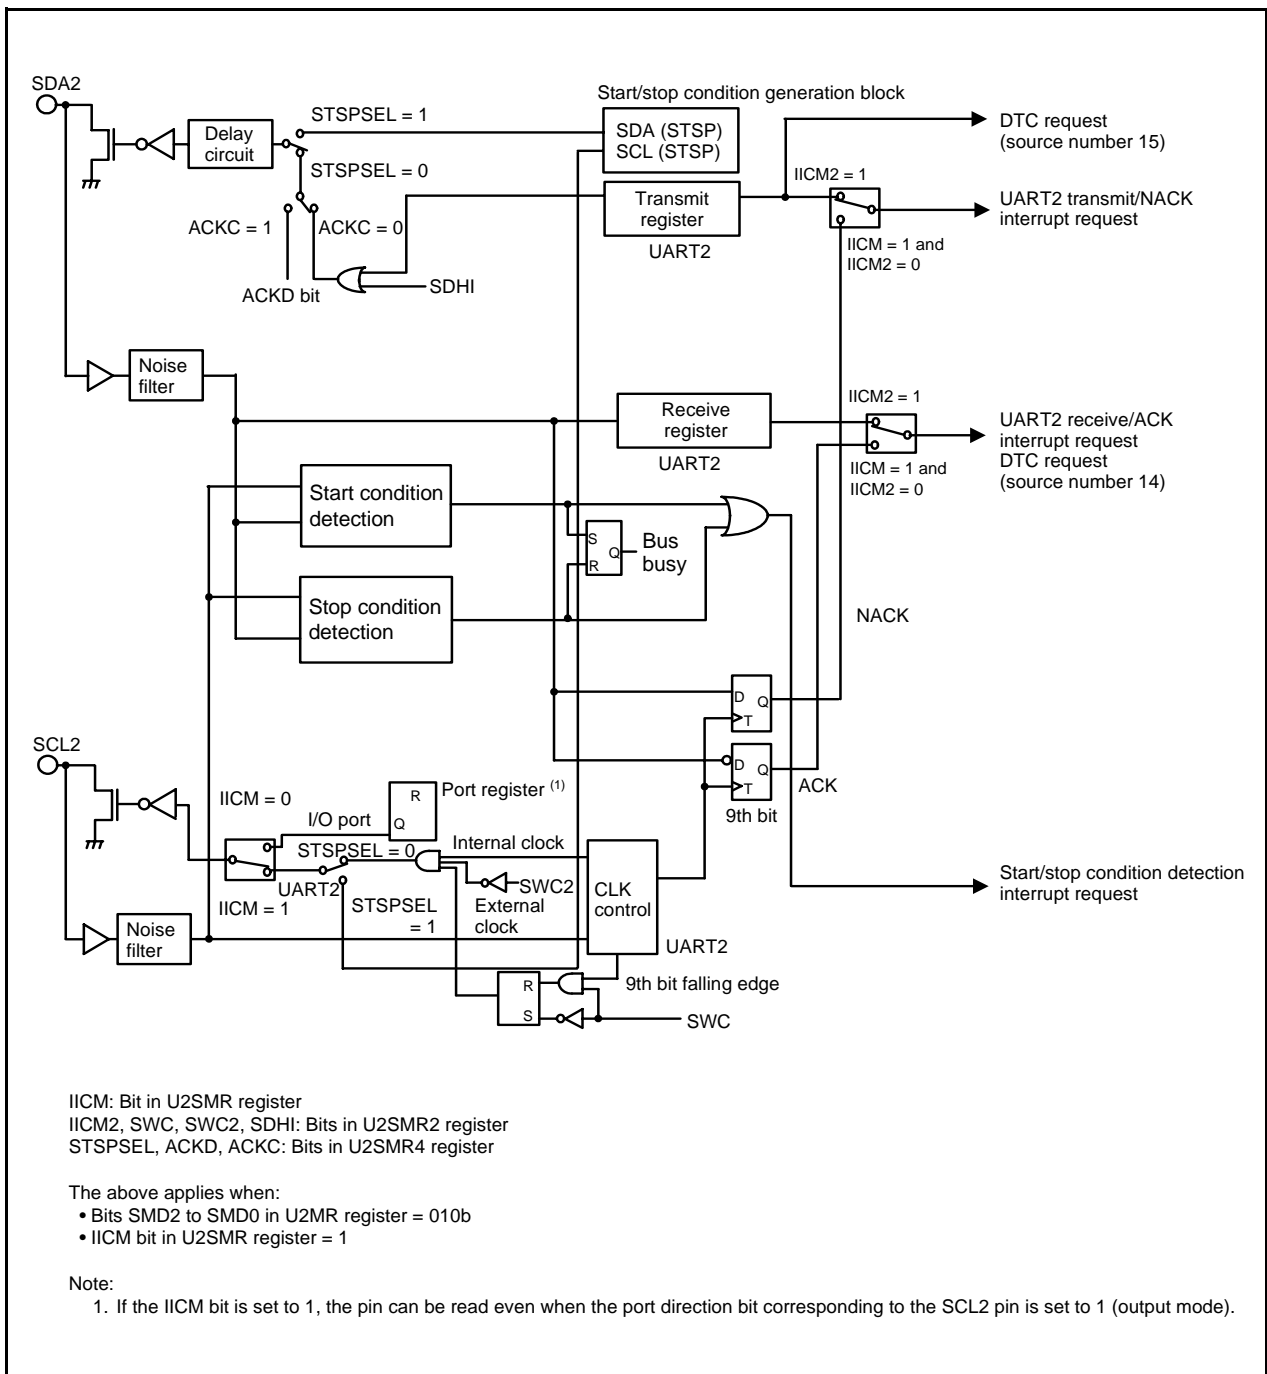 SDA2
STSPSEL = 1
Start/stop condition generation block
SDA (STSP)
SCL (STSP)
DTC request
(source number 15)
Delay
circuit
STSPSEL = 0
IICM2 = 1
Transmit
register
UART2
UART2 transmit/NACK
interrupt request
ACKC = 1
ACKC = 0
IICM = 1 and
IICM2 = 0
ACKD bit
SDHI
Noise
filter
IICM2 = 1
Receive
register
UART2
UART2 receive/ACK
interrupt request
DTC request
(source number 14)
IICM = 1 and
IICM2 = 0
Start condition
detection
S
R
Q
Bus
busy
Stop condition
detection
NACK
D
Q
T
SCL2
D
Q
T
ACK
9th bit
IICM = 0
R
Q
Port register (1)
I/O port
STSPSEL = 0
Internal clock
UART2
SWC2
IICM = 1
STSPSEL
= 1
External
clock
CLK
control
UART2
Start/stop condition detection
interrupt request
Noise
filter
R
S
9th bit falling edge
SWC
IICM: Bit in U2SMR register
IICM2, SWC, SWC2, SDHI: Bits in U2SMR2 register
STSPSEL, ACKD, ACKC: Bits in U2SMR4 register
The above applies when:
• Bits SMD2 to SMD0 in U2MR register = 010b
• IICM bit in U2SMR register = 1
Note:
1. If the IICM bit is set to 1, the pin can be read even when the port direction bit corresponding to the SCL2 pin is set to 1 (output mode).